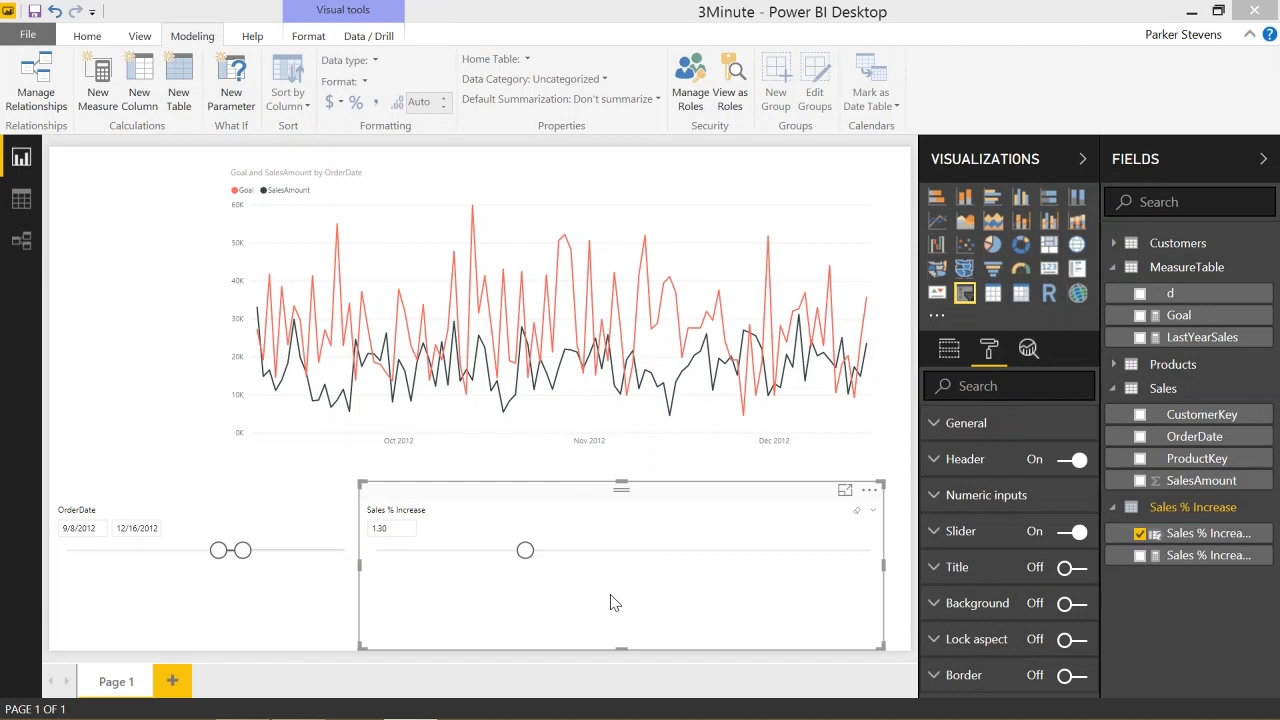 Visual tools
3Minute - Power BI Desktop
File
Home
View
Modeling
Help
Format
Data / Drill
Parker Stevens
Manage Relationships
New Measure
New Column
New Table
New Parameter
Sort by Column
Data type:
Format:
$ % , Auto
Home Table:
Data Category: Uncategorized
Default Summarization: Don't summarize
Manage Roles
View as Roles
New Group
Edit Groups
Mark as Date Table
Relationships
Calculations
What If
Sort
Formatting
Properties
Security
Groups
Calendars
Goal and SalesAmount by OrderDate
Goal SalesAmount
60K
50K
40K
30K
20K
10K
0K
Oct 2012
Nov 2012
Dec 2012
OrderDate
9/8/2012 12/16/2012
Sales % Increase
1.30
VISUALIZATIONS
123
R
Search
General
Header On
Numeric inputs
Slider On
Title Off
Background Off
Lock aspect Off
Border Off
FIELDS
Search
Customers
MeasureTable
d
Goal
LastYearSales
Products
Sales
CustomerKey
OrderDate
ProductKey
Σ SalesAmount
Sales % Increase
Sales % Increa...
Sales % Increa...
Page 1
PAGE 1 OF 1